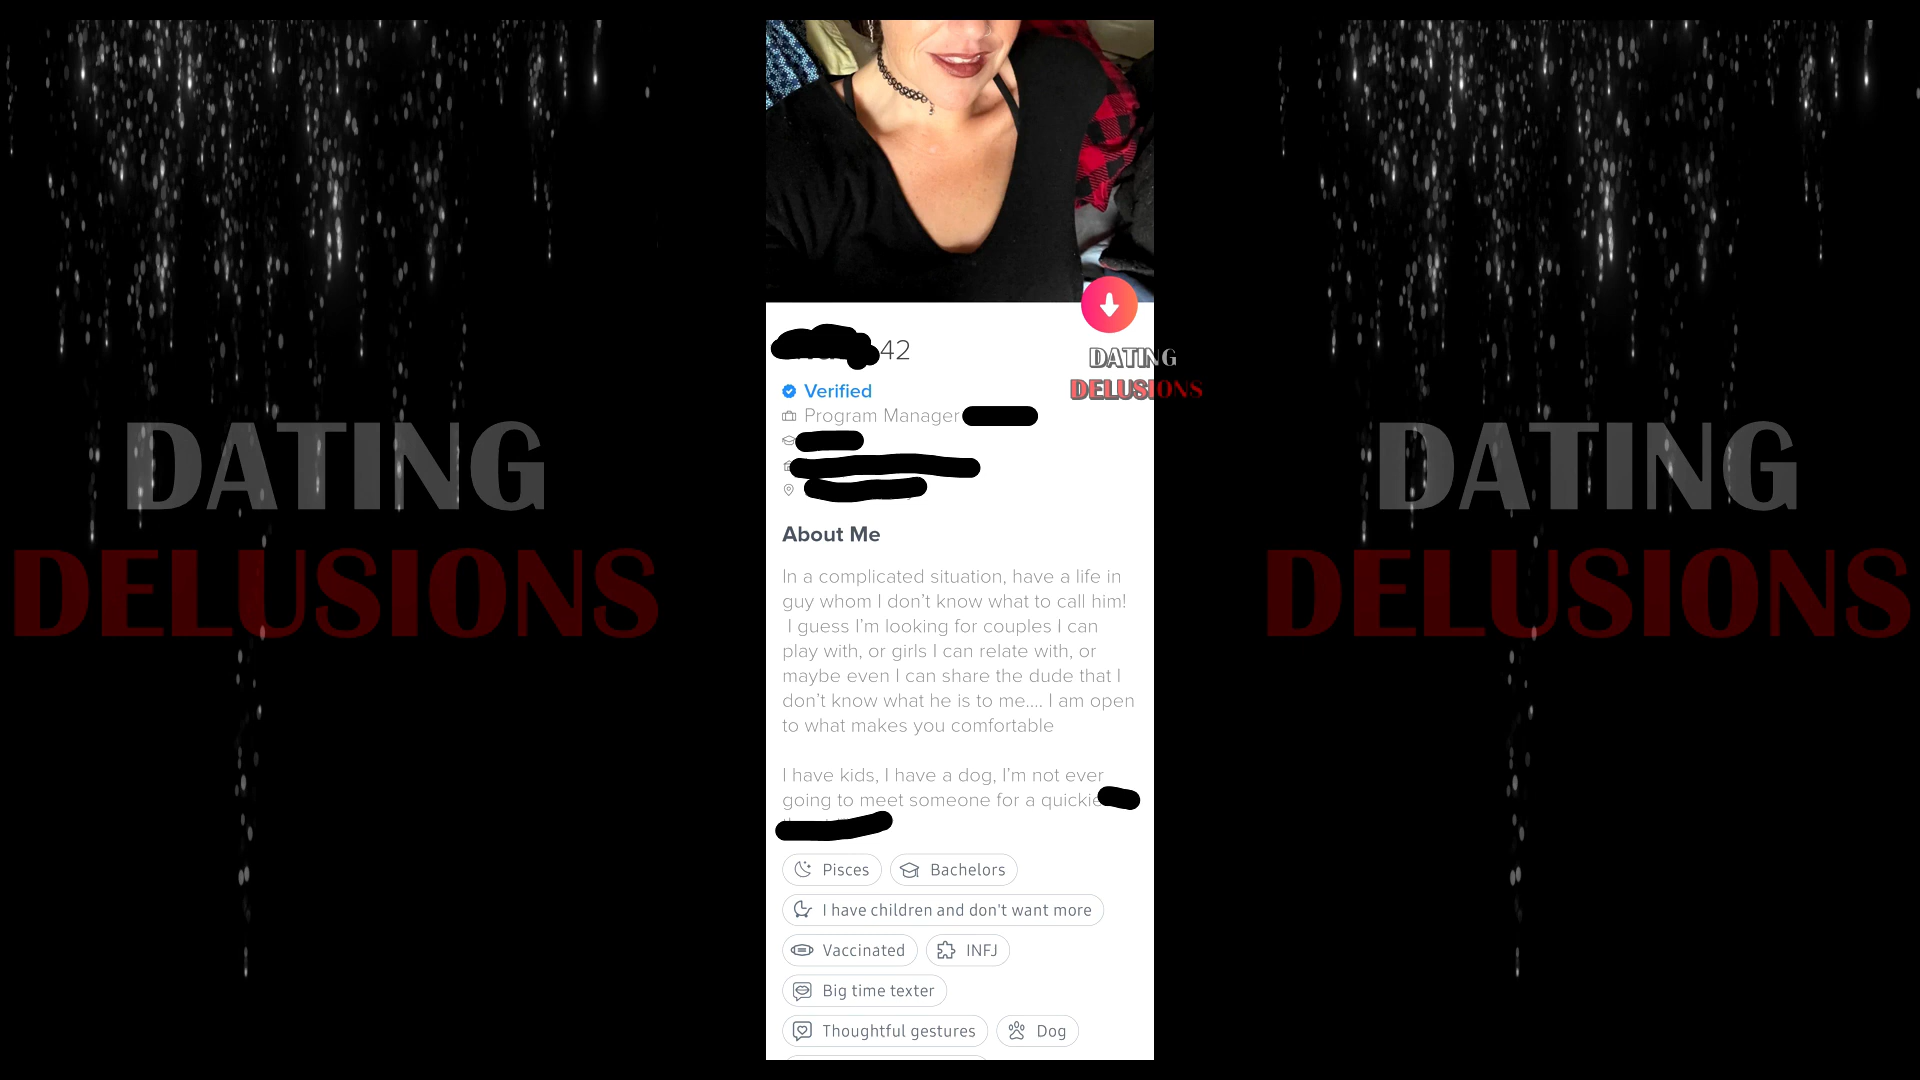 42
Verified
Program Manager
About Me
In a complicated situation, have a life in
guy whom I don't know what to call him!
I guess I'm looking for couples I can
play with, or girls I can relate with, or
maybe even I can share the dude that I
don't know what he is to me.... I am open
to what makes you comfortable
I have kids, I have a dog, I'm not ever
going to meet someone for a quickie
Pisces
Bachelors
I have children and don't want more
Vaccinated
INFJ
Big time texter
Thoughtful gestures
Dog
DATING
DELUSIONS
DATING
DELUSIONS
DATING
DELUSIONS